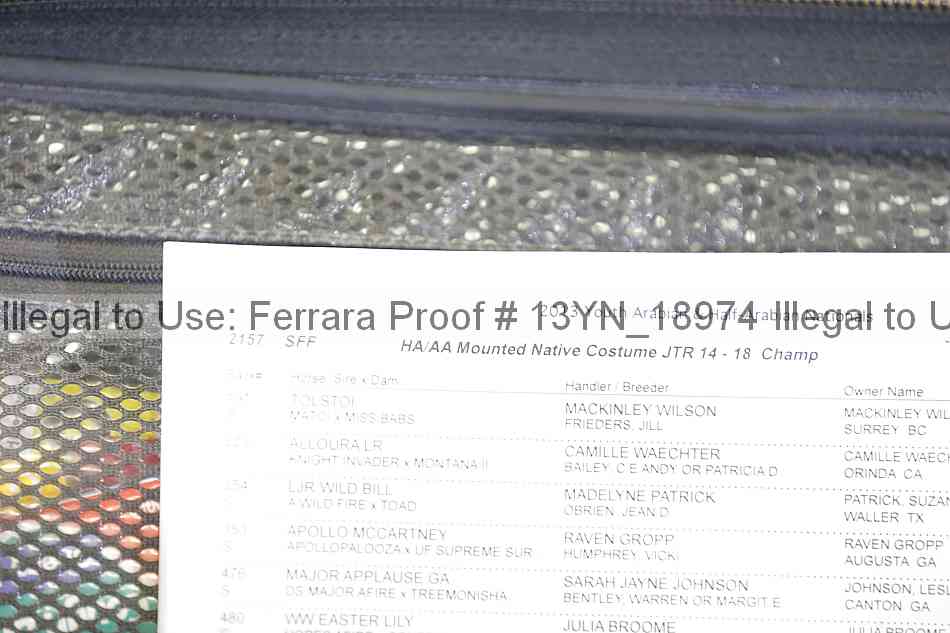 2013 Youth Arabian & Half-Arabian Nationals
Illegal to Use: Ferrara Proof # 13YN_18974 Illegal to U
2157 SFF HA/AA Mounted Native Costume JTR 14 - 18 Champ
Horse, Sire x Dam Handler / Breeder Owner Name
TOLSTOI MACKINLEY WILSON MACKINLEY WIL
x MISS BABS FRIEDERS, JILL SURREY BC
ALLOURA LR CAMILLE WAECHTER CAMILLE WAECH
KNIGHT INVADER x MONTANA II BAILEY, C E ANDY OR PATRICIA D ORINDA CA
LJR WILD BILL MADELYNE PATRICK PATRICK, SUZAN
A WILD FIRE x TOAD OBRIEN, JEAN D WALLER TX
APOLLO MCCARTNEY RAVEN GROPP RAVEN GROPP
S APOLLOPALOOZA x UF SUPREME SUR HUMPHREY, VICKI AUGUSTA GA
476 MAJOR APPLAUSE GA SARAH JAYNE JOHNSON JOHNSON, LESL
S DS MAJOR AFIRE x TREEMONISHA BENTLEY, WARREN OR MARGIT E CANTON GA
480 WW EASTER LILY JULIA BROOME JULIA BROOME